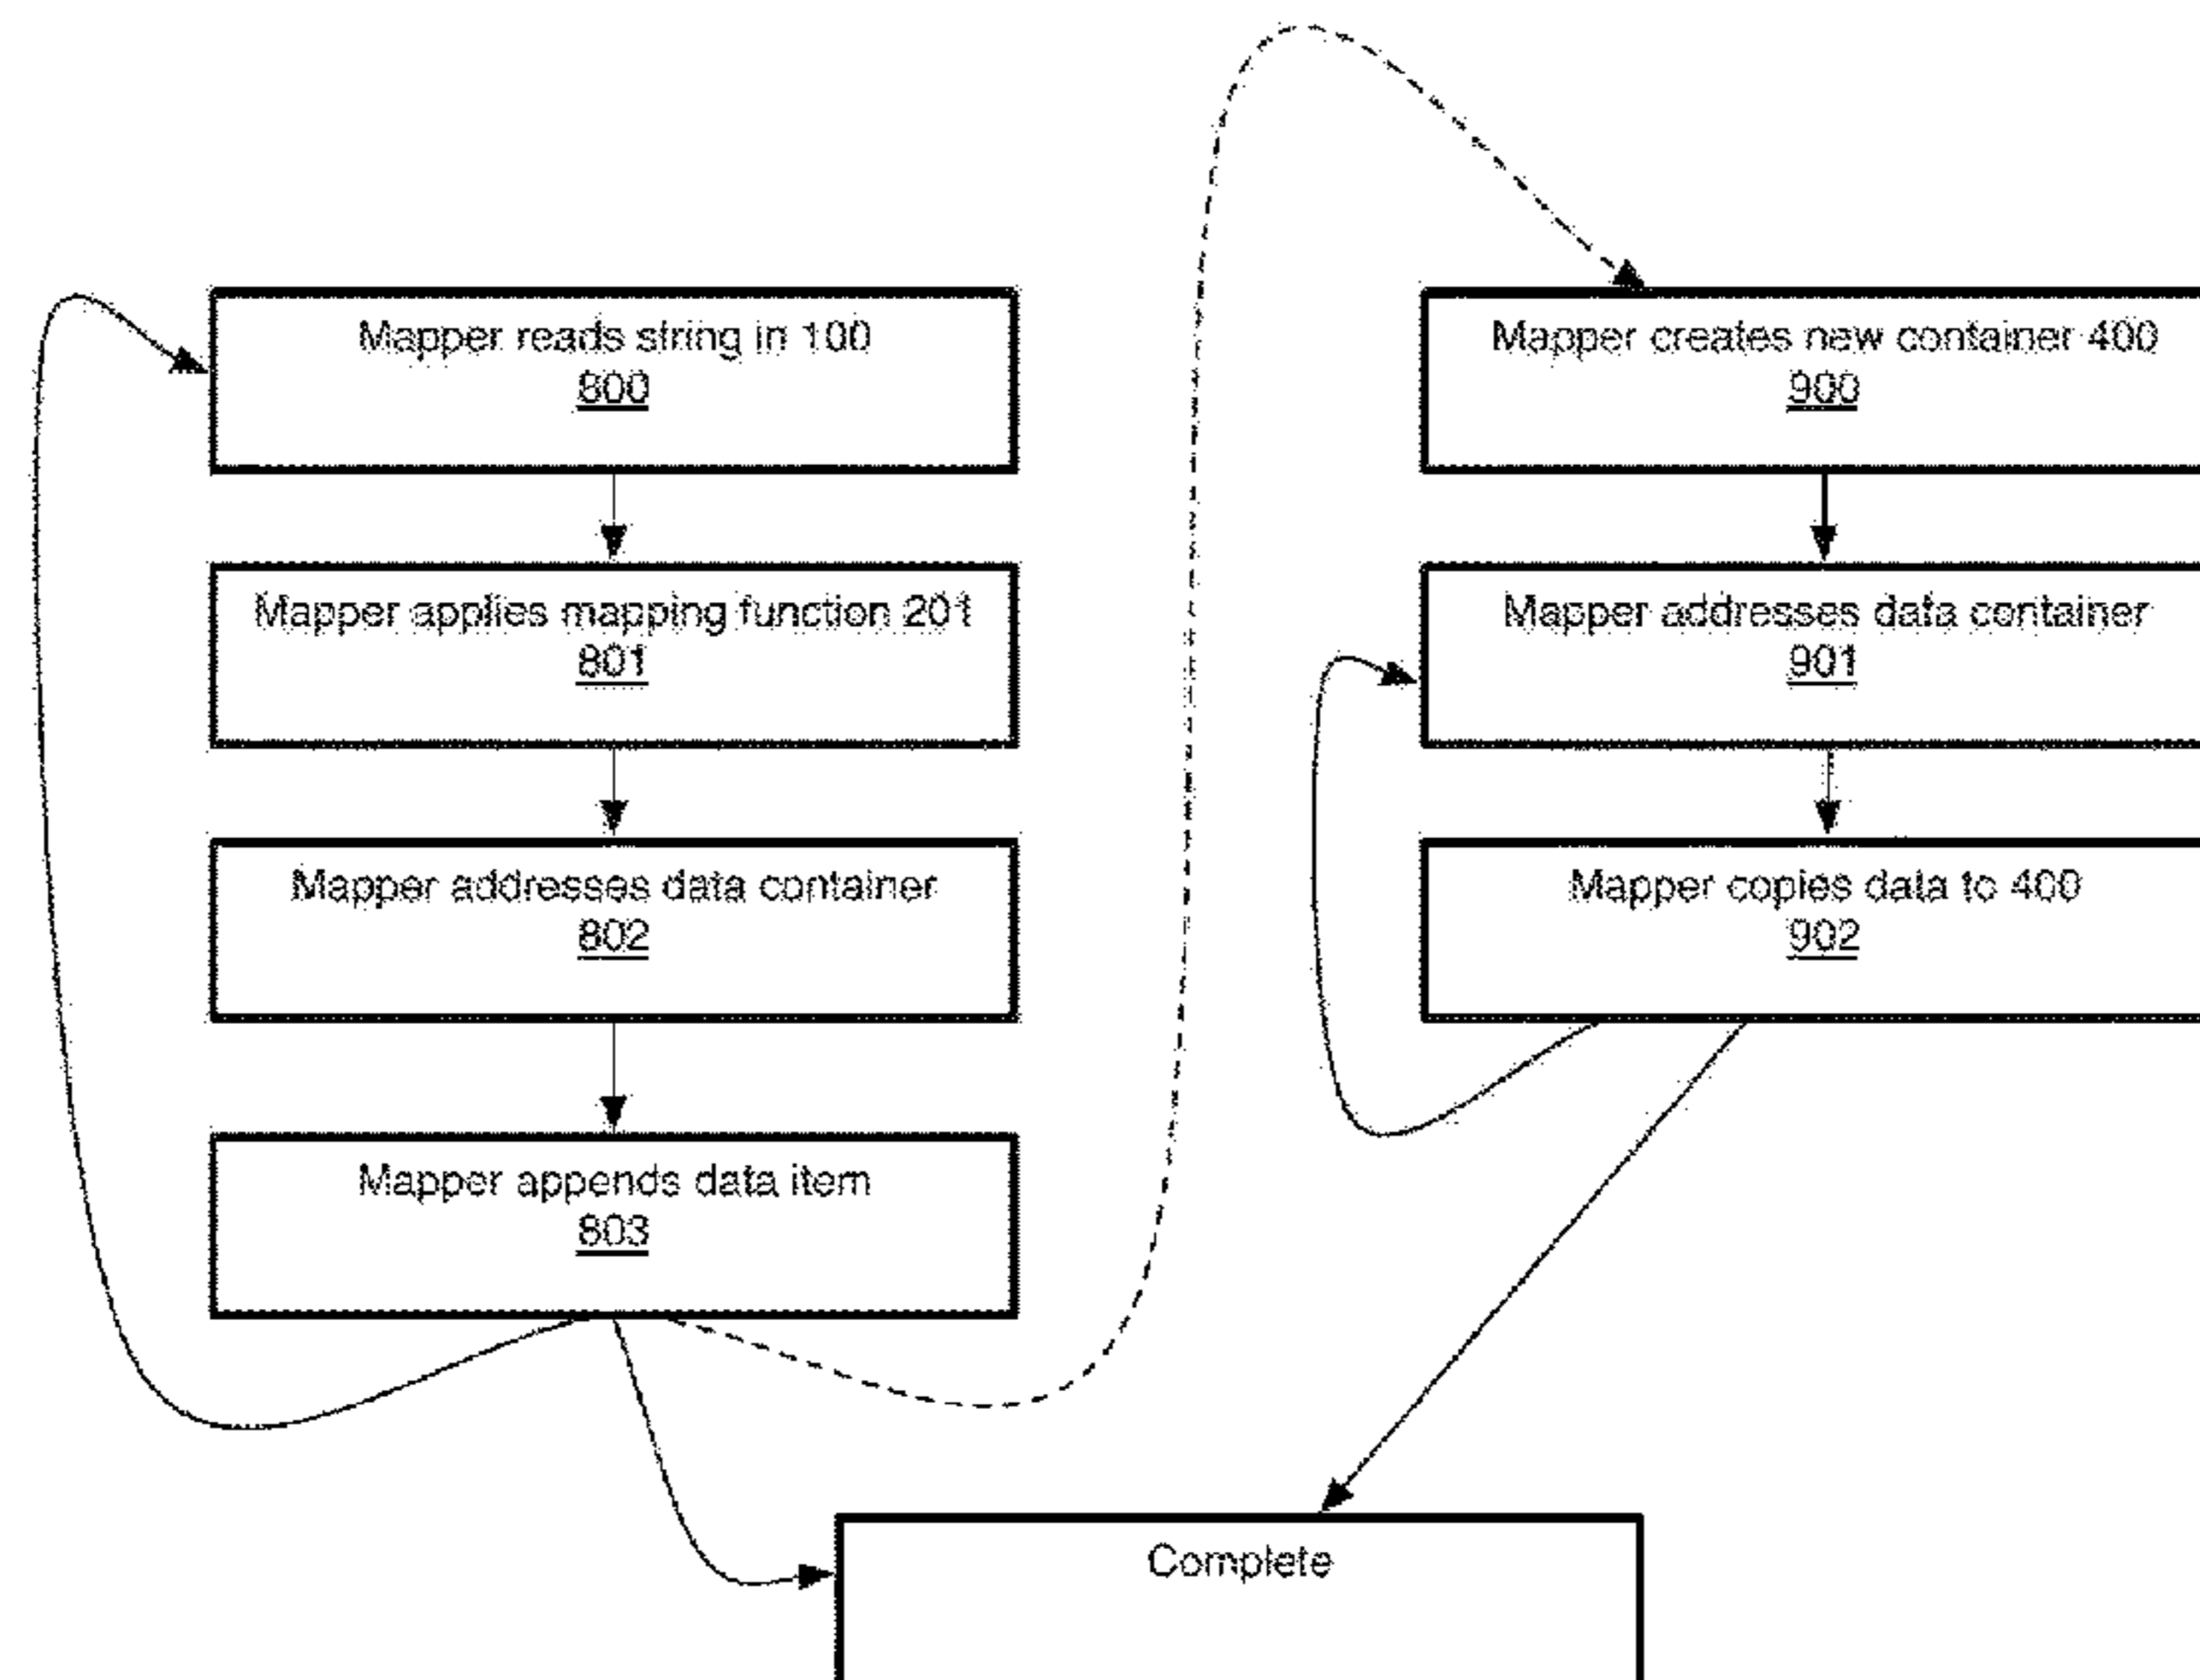 Mapper reads string in 100
800
Mapper applies mapping function 201
801
Mapper addresses data container
802
Mapper appends data item
803
Mapper creates new container 400
900
Mapper addresses data container
901
Mapper copies data to 400
902
Complete